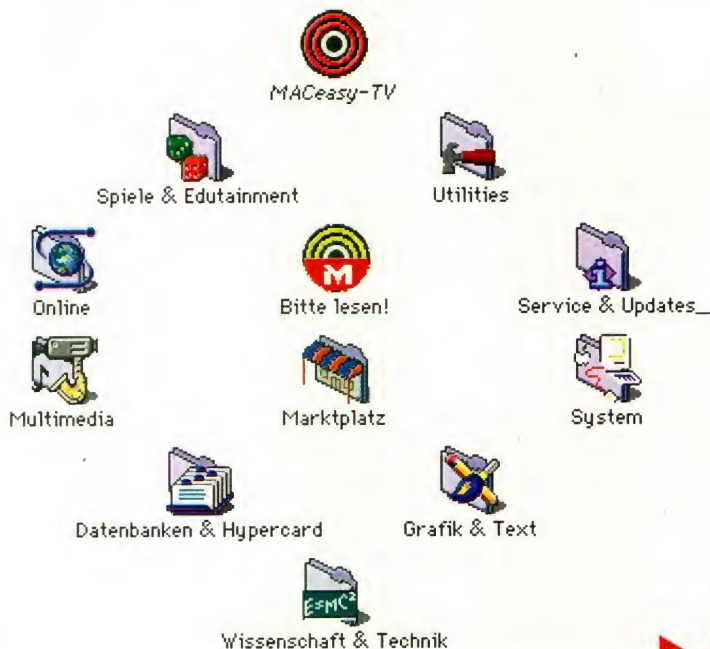 MACeasy-TV
Spiele & Edutainment
Utilities
Online
M
Bitte lesen!
Service & Updates_
Multimedia
Marktplatz
System
Datenbanken & Hypercard
Grafik & Text
E=MC²
Wissenschaft & Technik